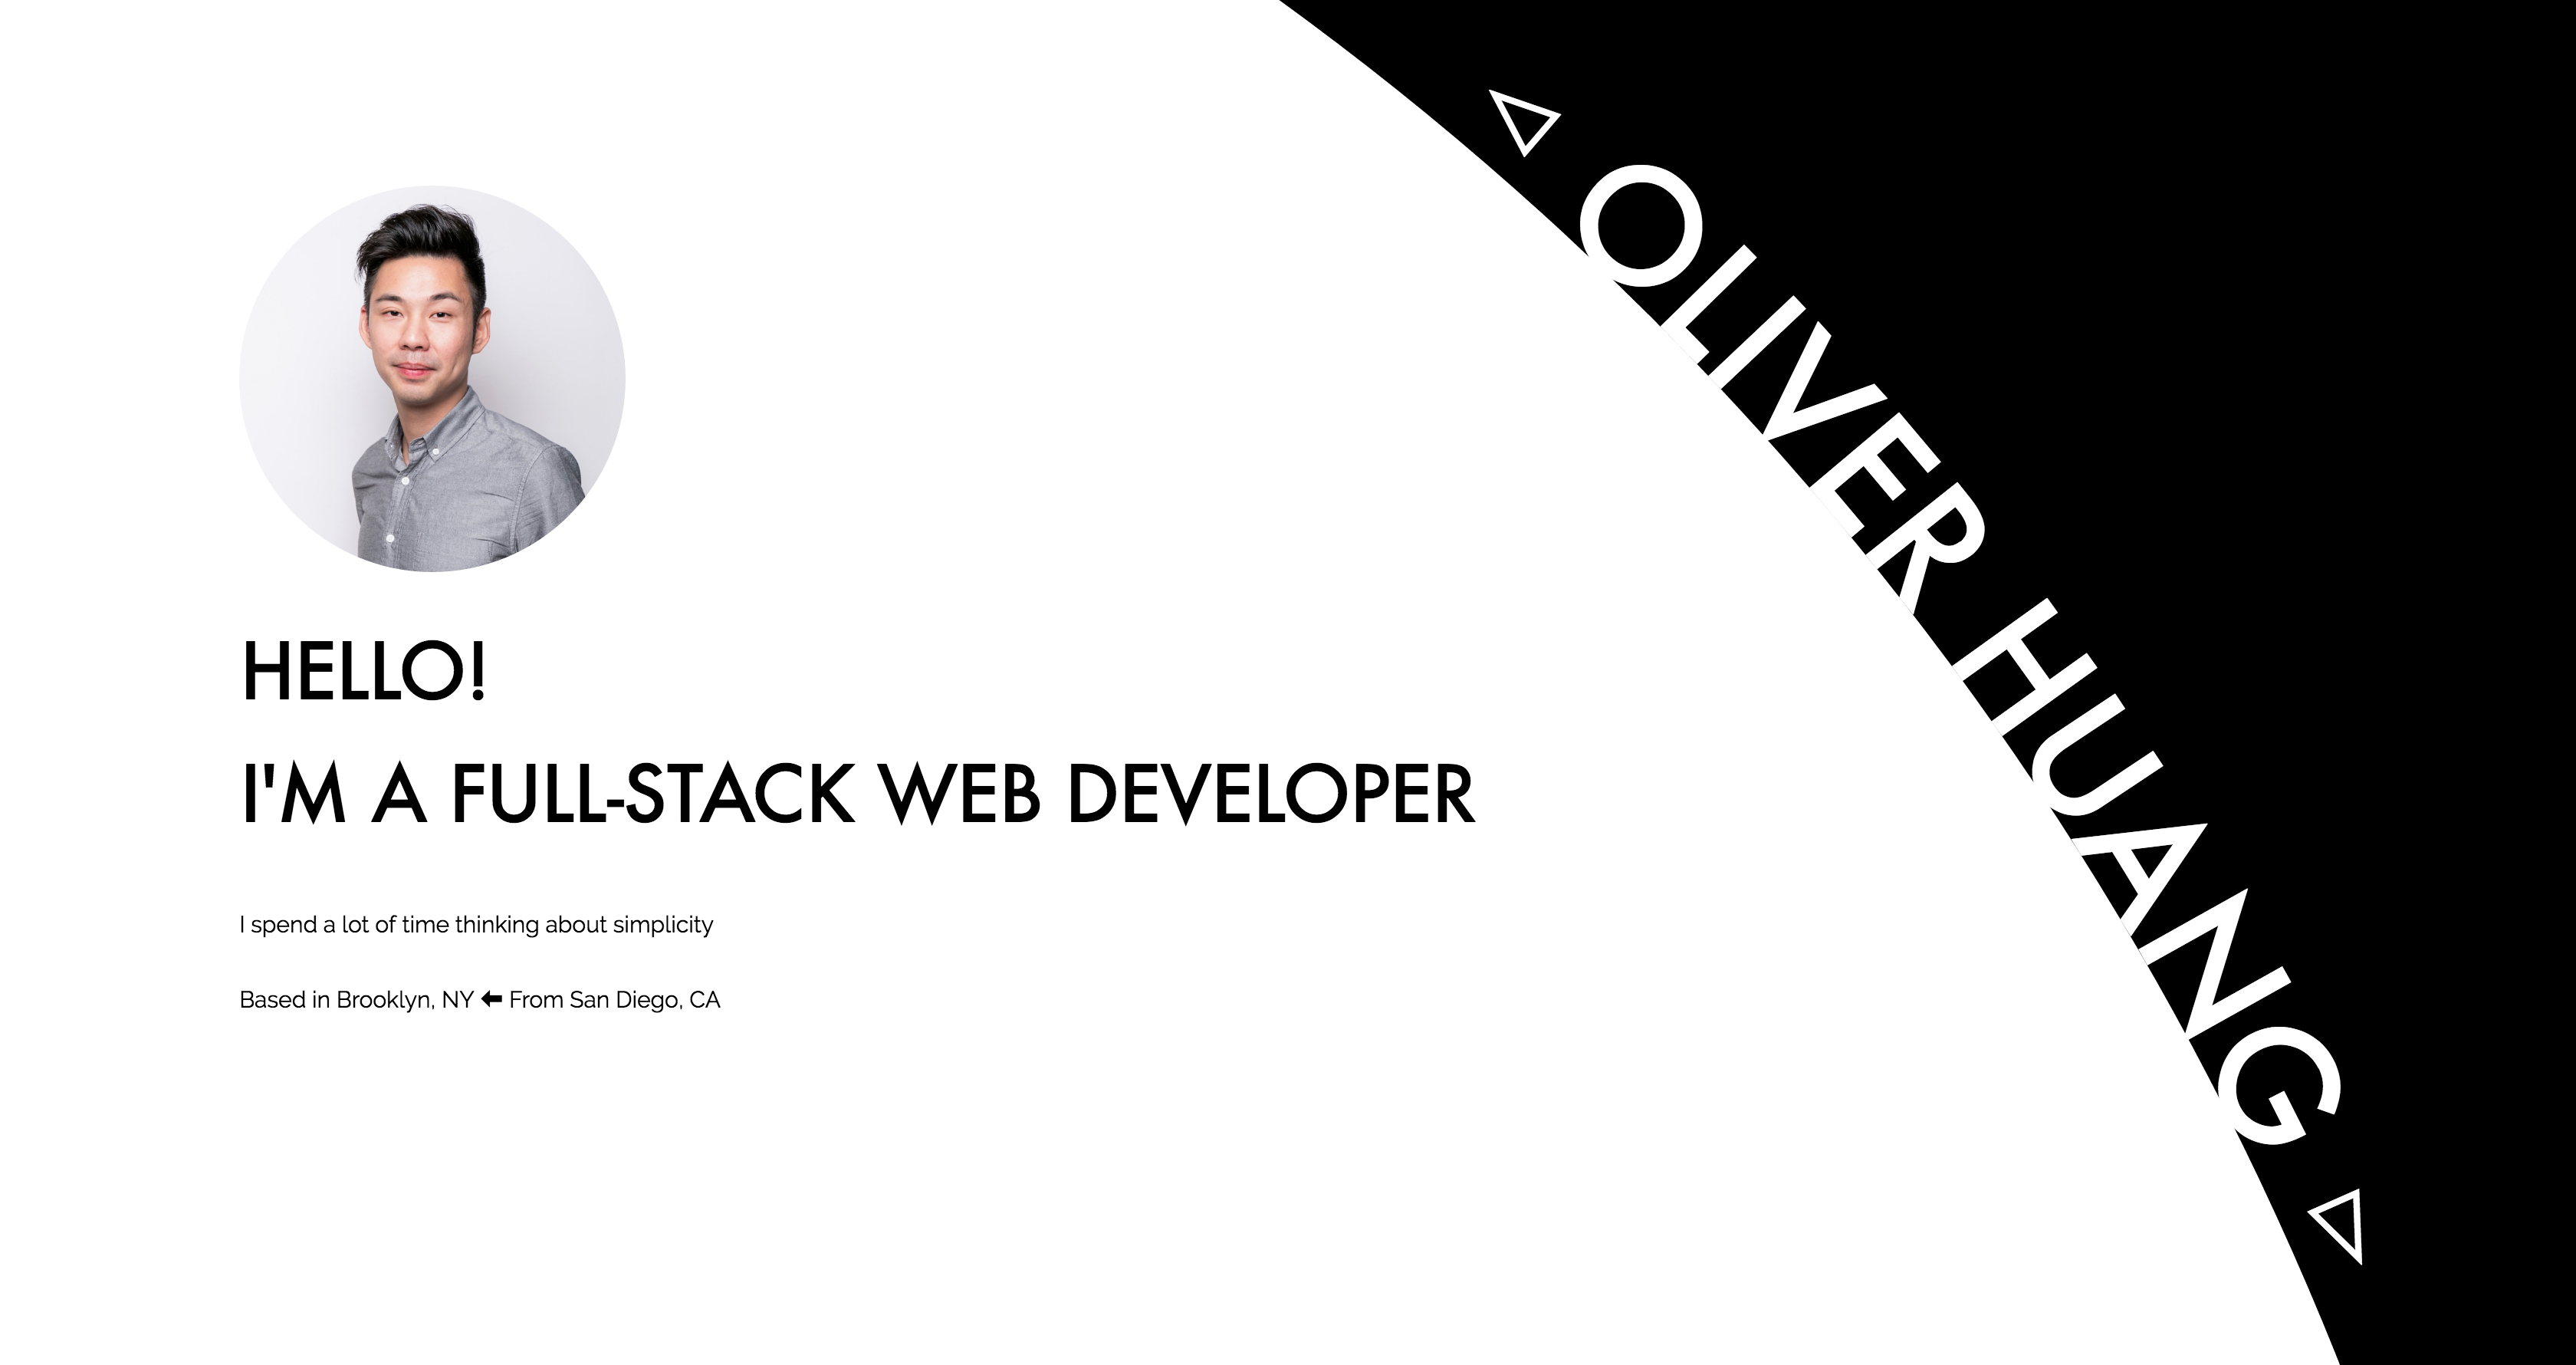 OLIVER HUANG
HELLO!
I'M A FULL-STACK WEB DEVELOPER
I spend a lot of time thinking about simplicity
Based in Brooklyn, NY 🠸 From San Diego, CA